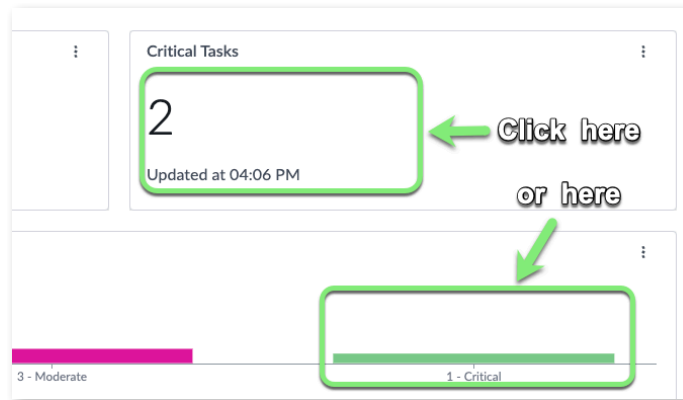 Critical Tasks
2
Updated at 04:06 PM
Click here
or here
3 - Moderate
1 - Critical